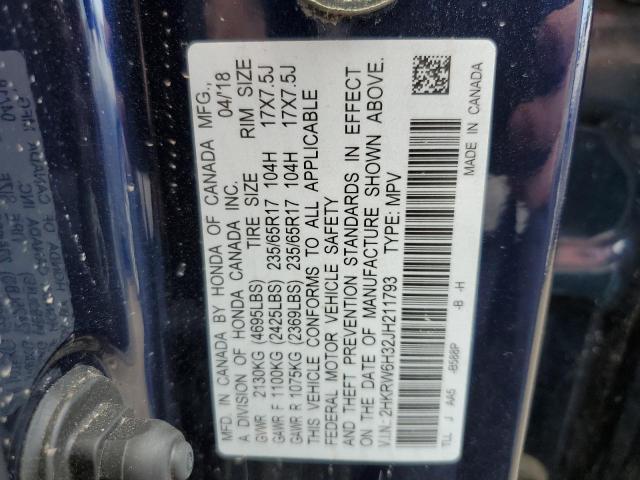 MFD. IN CANADA BY HONDA OF CANADA MFG.,
A DIVISION OF HONDA CANADA INC. 04/18
GVWR 2130KG (4695LBS) TIRE SIZE RIM SIZE
GAWR F 1100KG (2425LBS) 235/65R17 104H 17X7.5J
GAWR R 1075KG (2369LBS) 235/65R17 104H 17X7.5J
THIS VEHICLE CONFORMS TO ALL APPLICABLE
FEDERAL MOTOR VEHICLE SAFETY
AND THEFT PREVENTION STANDARDS IN EFFECT
ON THE DATE OF MANUFACTURE SHOWN ABOVE.
V.I.N.: 2HKRW6H32JH211793 TYPE: MPV
TLL J AA5 -B588P -B -H
MADE IN CANADA